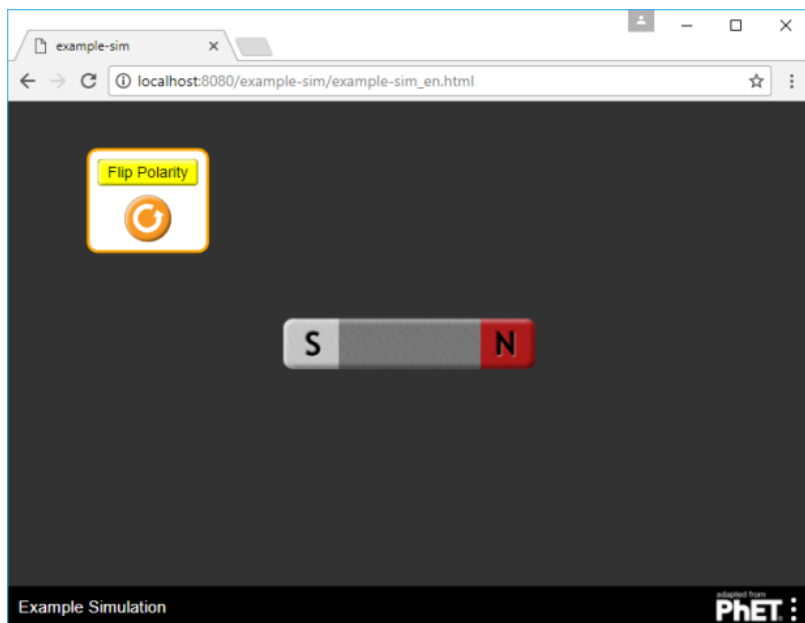 example-sim
localhost:8080/example-sim/example-sim_en.html
Flip Polarity
S N
Example Simulation
adapted from
PhET